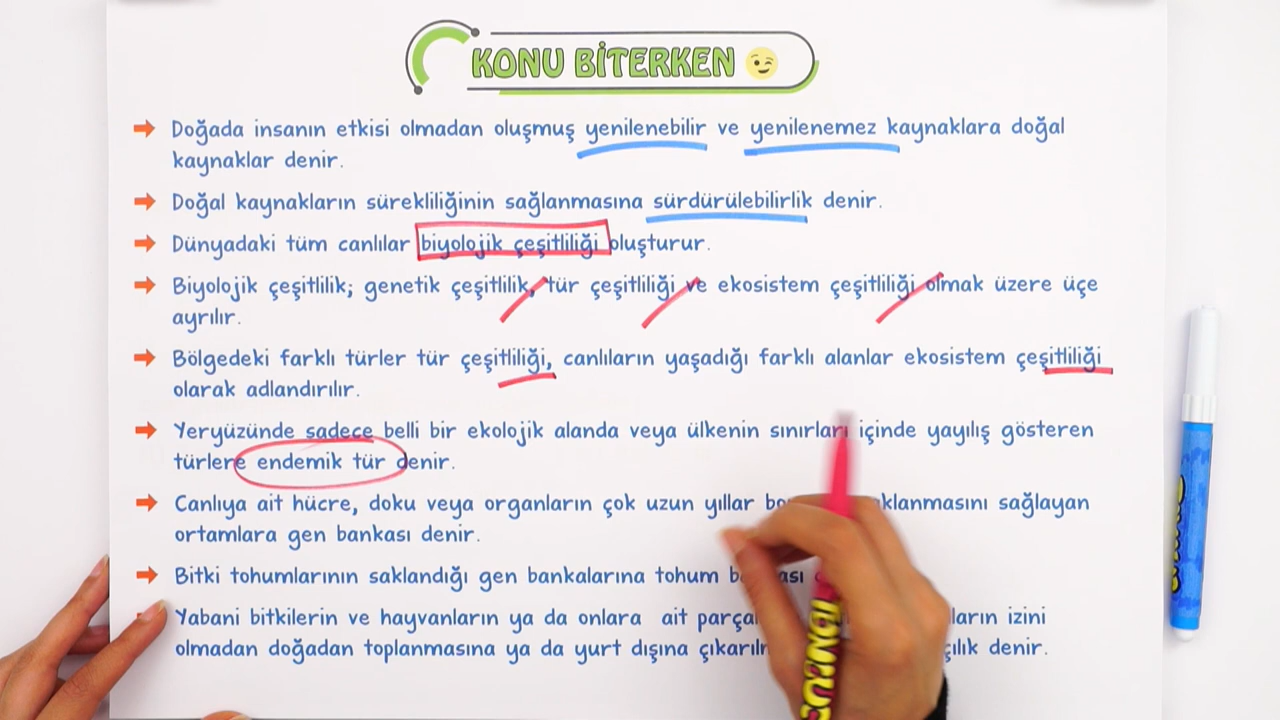 KONU BİTERKEN
Doğada insanın etkisi olmadan oluşmuş yenilenebilir ve yenilenemez kaynaklara doğal
kaynaklar denir.
Doğal kaynakların sürekliliğinin sağlanmasına sürdürülebilirlik denir.
Dünyadaki tüm canlılar biyolojik çeşitliliği oluşturur.
Biyolojik çeşitlilik; genetik çeşitlilik, tür çeşitliliği ve ekosistem çeşitliliği olmak üzere üçe
ayrılır.
Bölgedeki farklı türler tür çeşitliliği, canlıların yaşadığı farklı alanlar ekosistem çeşitliliği
olarak adlandırılır.
Yeryüzünde sadece belli bir ekolojik alanda veya ülkenin sınırları içinde yayılış gösteren
türlere endemik tür denir.
Canlıya ait hücre, doku veya organların çok uzun yıllar sağlayan
ortamlara gen bankası denir.
Bitki tohumlarının saklandığı gen bankalarına tohum
Yabani bitkilerin ve hayvanların ya da onlara ait izini
olmadan doğadan toplanmasına ya da yurt dışına denir.